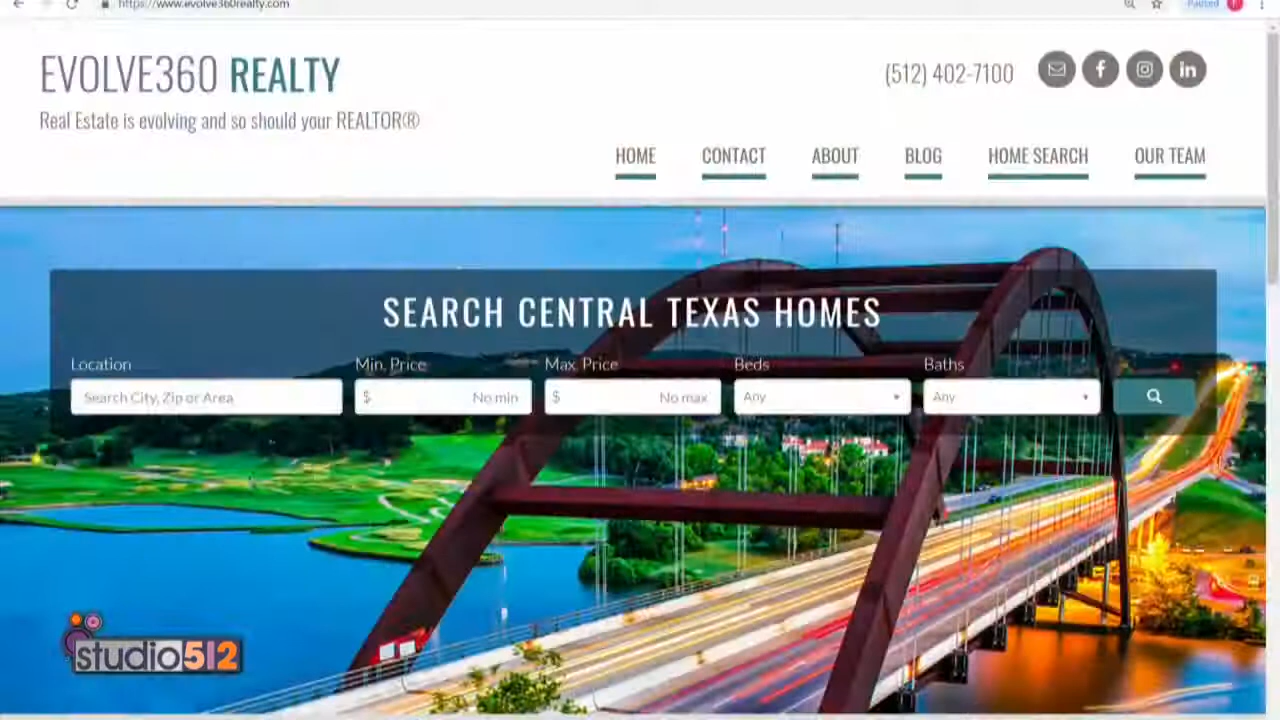 https://www.evolve360realty.com
Paused
EVOLVE360 REALTY
Real Estate is evolving and so should your REALTOR®
(512) 402-7100
HOME CONTACT ABOUT BLOG HOME SEARCH OUR TEAM
SEARCH CENTRAL TEXAS HOMES
Location Min. Price Max. Price Beds Baths
Search City, Zip or Area $ No min $ No max Any Any
studio512